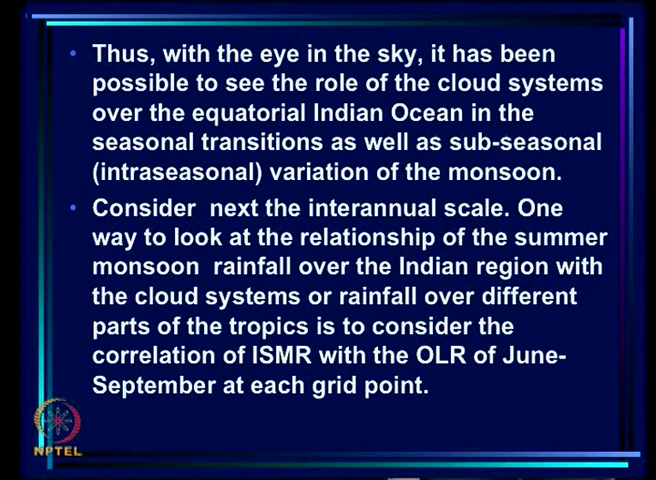 Thus, with the eye in the sky, it has been
possible to see the role of the cloud systems
over the equatorial Indian Ocean in the
seasonal transitions as well as sub-seasonal
(intraseasonal) variation of the monsoon.
Consider next the interannual scale. One
way to look at the relationship of the summer
monsoon rainfall over the Indian region with
the cloud systems or rainfall over different
parts of the tropics is to consider the
correlation of ISMR with the OLR of June-
September at each grid point.
NPTEL